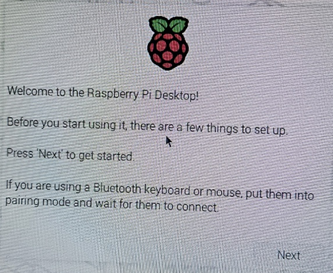 Welcome to the Raspberry Pi Desktop!
Before you start using it, there are a few things to set up.
Press 'Next' to get started.
If you are using a Bluetooth keyboard or mouse, put them into
pairing mode and wait for them to connect.
Next